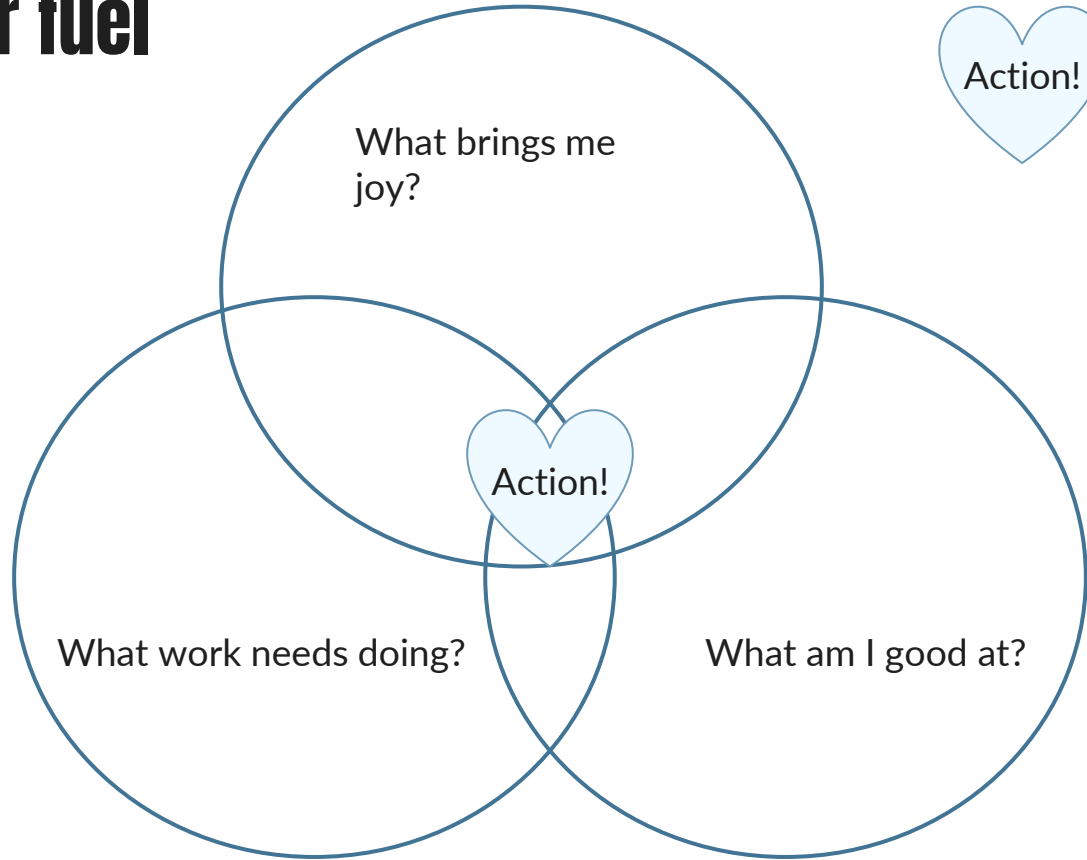 r fuel
Action!
What brings me
joy?
Action!
What work needs doing?
What am I good at?